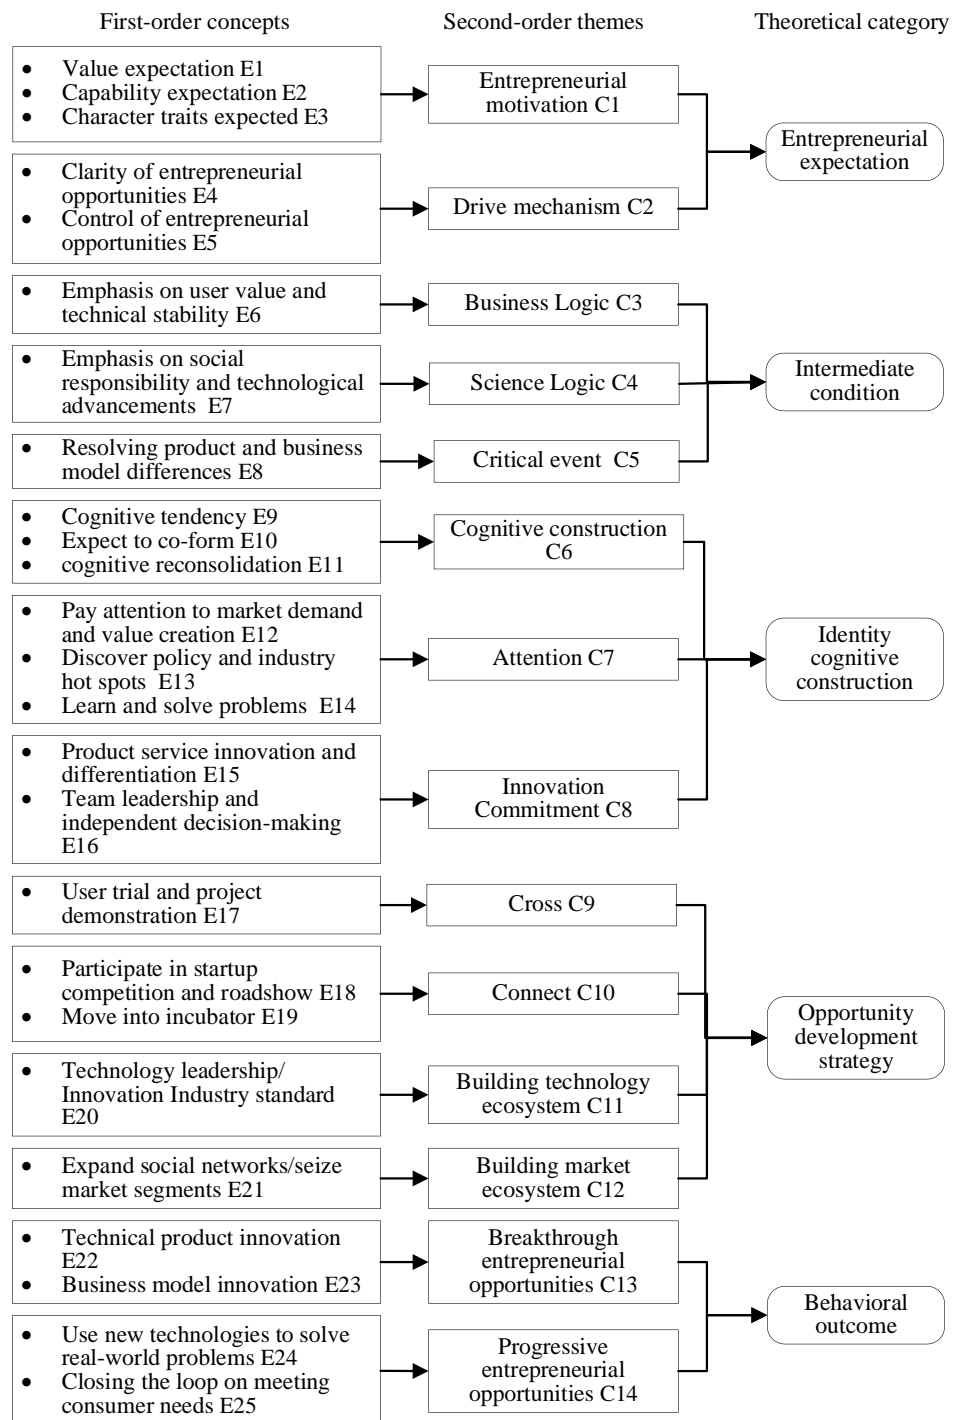 First-order concepts
Second-order themes
Theoretical category
• Value expectation E1
• Capability expectation E2
• Character traits expected E3
Entrepreneurial
motivation C1
• Clarity of entrepreneurial
opportunities E4
• Control of entrepreneurial
opportunities E5
Drive mechanism C2
Entrepreneurial
expectation
• Emphasis on user value and
technical stability E6
Business Logic C3
• Emphasis on social
responsibility and technological
advancements E7
Science Logic C4
• Resolving product and business
model differences E8
Critical event C5
Intermediate
condition
• Cognitive tendency E9
• Expect to co-form E10
• cognitive reconsolidation E11
Cognitive construction
C6
• Pay attention to market demand
and value creation E12
• Discover policy and industry
hot spots E13
• Learn and solve problems E14
Attention C7
• Product service innovation and
differentiation E15
• Team leadership and
independent decision-making
E16
Innovation
Commitment C8
Identity
cognitive
construction
• User trial and project
demonstration E17
Cross C9
• Participate in startup
competition and roadshow E18
• Move into incubator E19
Connect C10
• Technology leadership/
Innovation Industry standard
E20
Building technology
ecosystem C11
• Expand social networks/seize
market segments E21
Building market
ecosystem C12
Opportunity
development
strategy
• Technical product innovation
E22
• Business model innovation E23
Breakthrough
entrepreneurial
opportunities C13
• Use new technologies to solve
real-world problems E24
• Closing the loop on meeting
consumer needs E25
Progressive
entrepreneurial
opportunities C14
Behavioral
outcome